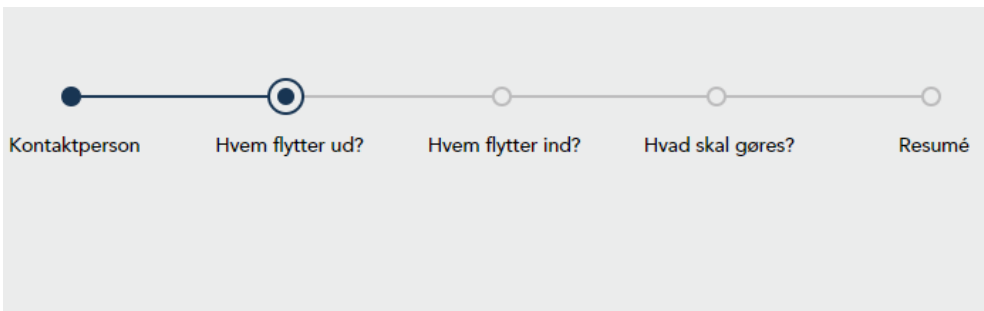 Kontaktperson
Hvem flytter ud?
Hvem flytter ind?
Hvad skal gøres?
Resumé